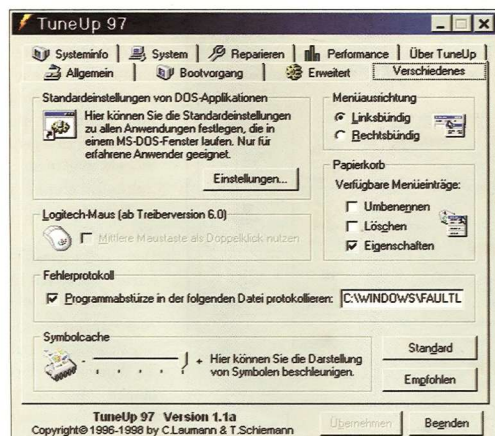 TuneUp 97
Systeminfo
System
Reparieren
Performance
Über TuneUp
Allgemein
Bootvorgang
Erweitert
Verschiedenes
Standardeinstellungen von DOS-Applikationen
Hier können Sie die Standardeinstellungen
zu allen Anwendungen festlegen, die in
einem MS-DOS-Fenster laufen. Nur für
erfahrene Anwender geeignet.
Einstellungen...
Menüausrichtung
Linksbündig
Rechtsbündig
Papierkorb
Verfügbare Menüeinträge:
Umbenennen
Löschen
Eigenschaften
Logitech-Maus (ab Treiberversion 6.0)
Mittlere Maustaste als Doppelklick nutzen
Fehlerprotokoll
Programmabstürze in der folgenden Datei protokollieren: C:\WINDOWS\FAULTL
Symbolcache
- +
Hier können Sie die Darstellung
von Symbolen beschleunigen.
Standard
Empfohlen
TuneUp 97 Version 1.1a
Copyright© 1996-1998 by C.Laumann & T.Schiemann
Übernehmen
Beenden